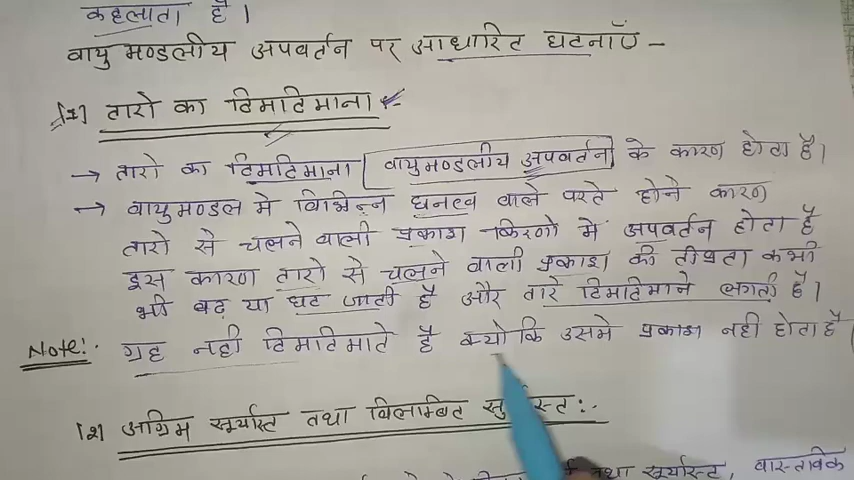 कहलाता है।
वायुमण्डलीय अपवर्तन पर आधारित घटनाएँ –
[1] तारो का टिमटिमाना :-
→ तारो का टिमटिमाना वायुमण्डलीय अपवर्तन के कारण होता है।
→ वायुमण्डल मे विभिन्न घनत्व वाले परते होने कारण
तारो से चलने वाली प्रकाश किरणो में अपवर्तन होता है
इस कारण तारो से चलने वाली प्रकाश की तीव्रता कभी
भी बढ़ या घट जाती है और तारे टिमटिमाने लगती है।
Note:- ग्रह नही टिमटिमाते है क्योकि उसमे प्रकाश नही होता है।
[2] अग्रिम सूर्यास्त तथा विलाम्बित :-
तथा सूर्यास्त, वास्तविक